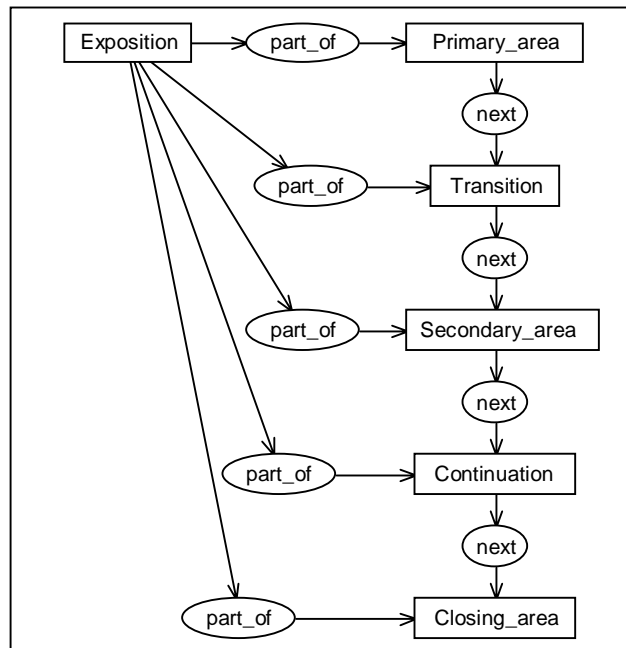 Exposition part_of Primary_area
next
part_of Transition
next
part_of Secondary_area
next
part_of Continuation
next
part_of Closing_area